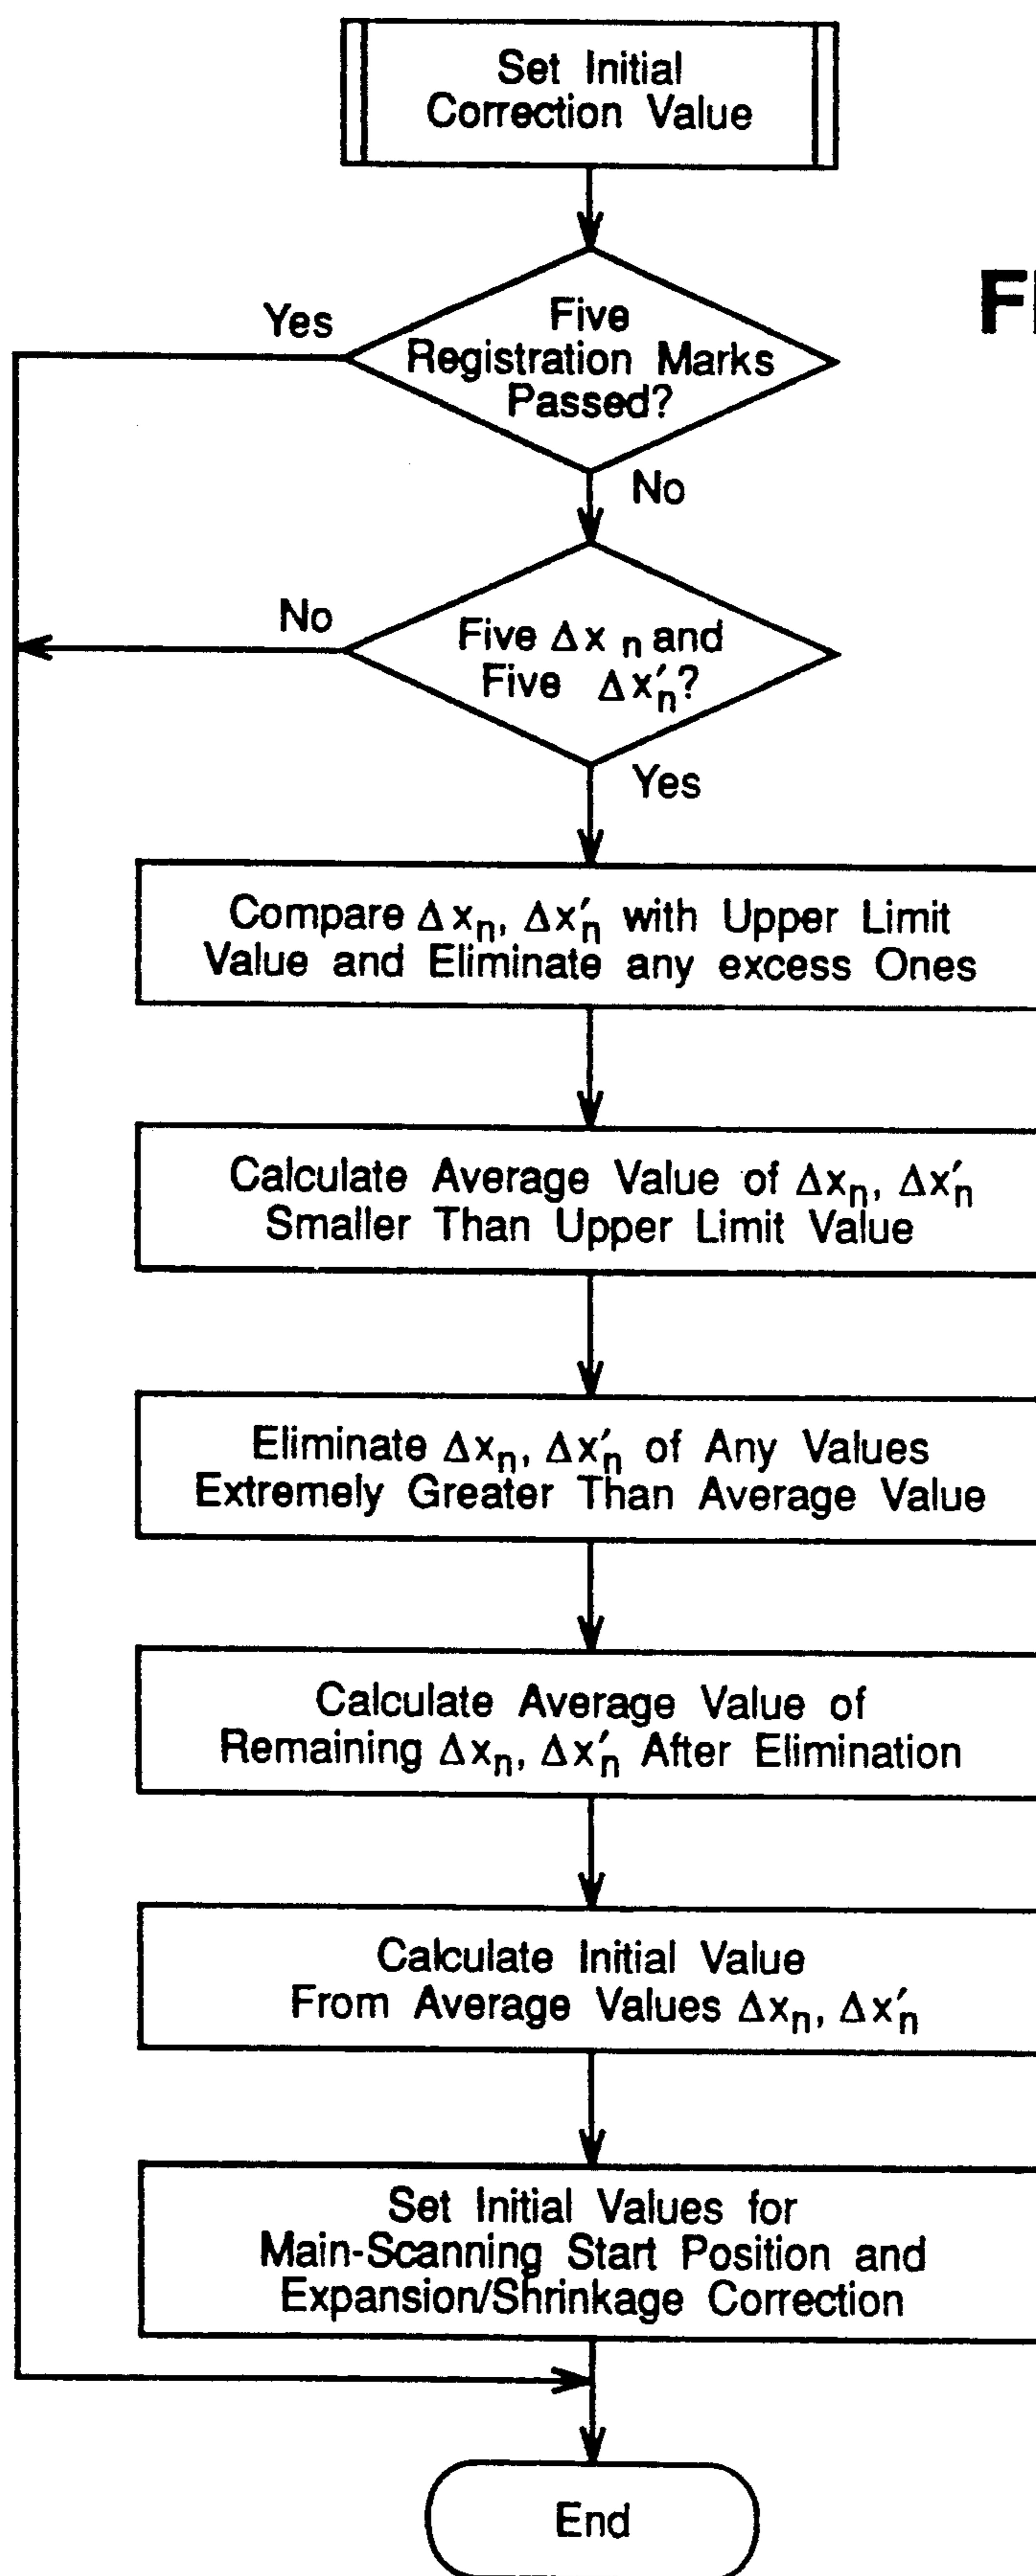 Set Initial
Correction Value
Yes
Five
Registration Marks
Passed?
No
No
Five Δx n and
Five Δx′n?
Yes
Compare Δxn, Δx′n with Upper Limit
Value and Eliminate any excess Ones
Calculate Average Value of Δxn, Δx′n
Smaller Than Upper Limit Value
Eliminate Δxn, Δx′n of Any Values
Extremely Greater Than Average Value
Calculate Average Value of
Remaining Δxn, Δx′n After Elimination
Calculate Initial Value
From Average Values Δxn, Δx′n
Set Initial Values for
Main-Scanning Start Position and
Expansion/Shrinkage Correction
End